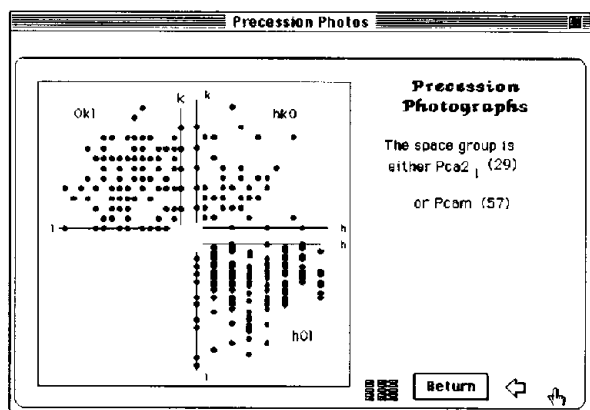 Precession Photos
Precession
Photographs
0kl
k
k
hk0
The space group is
either Pca2₁ (29)
or Pcam (57)
l
h
h
h0l
l
Return